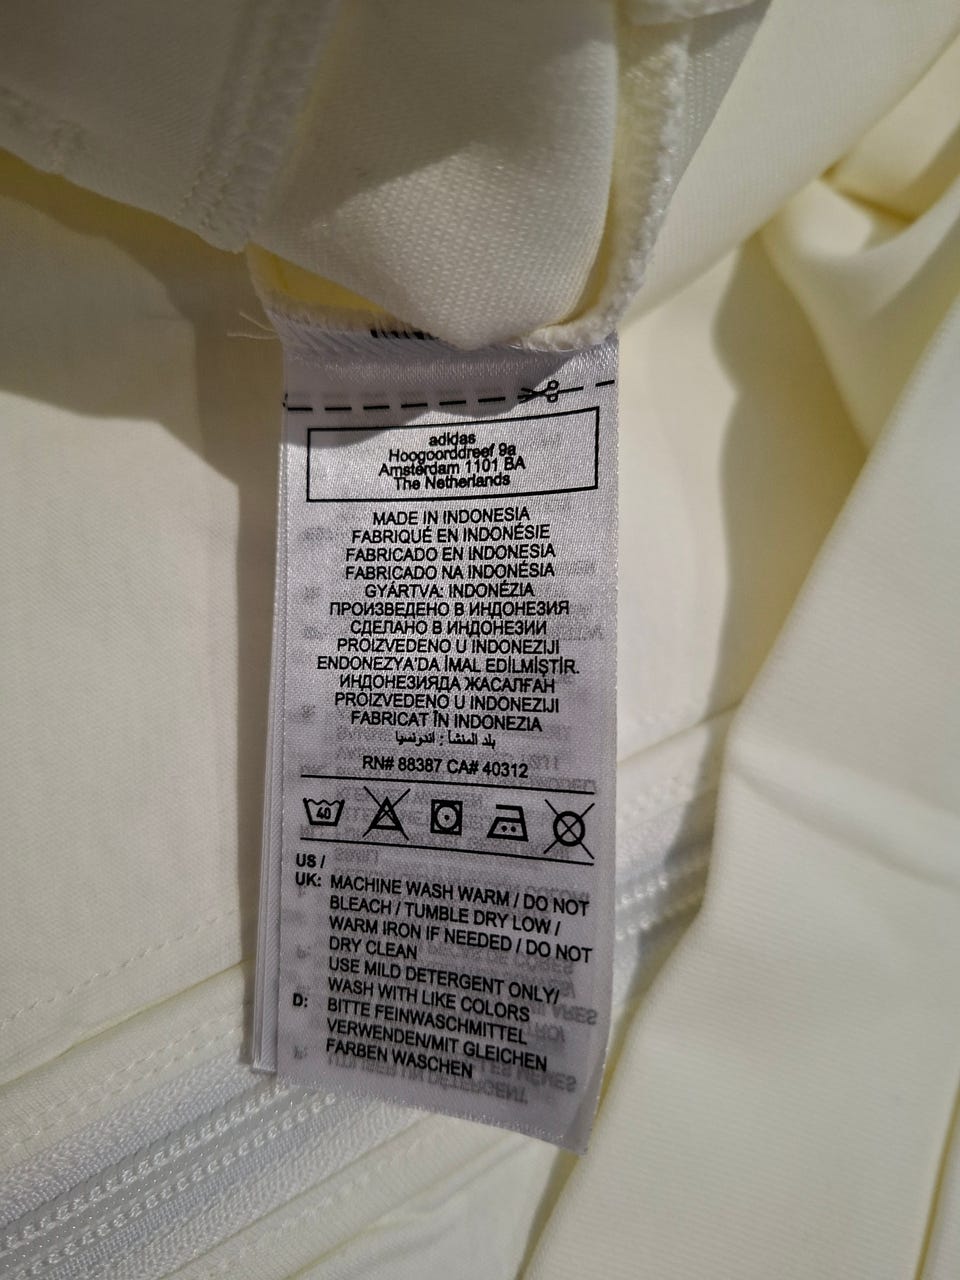 adidas
Hoogoorddreef 9a
Amsterdam 1101 BA
The Netherlands
MADE IN INDONESIA
FABRIQUÉ EN INDONÉSIE
FABRICADO EN INDONESIA
FABRICADO NA INDONÉSIA
GYÁRTVA: INDONÉZIA
ПРОИЗВЕДЕНО В ИНДОНЕЗИЯ
СДЕЛАНО В ИНДОНЕЗИИ
PROIZVEDENO U INDONEZIJI
ENDONEZYA'DA İMAL EDİLMİŞTİR.
ИНДОНЕЗИЯДА ЖАСАЛҒАН
PROIZVEDENO U INDONEZIJI
FABRICAT ÎN INDONEZIA
بلد المنشأ : اندونسيا
RN# 88387 CA# 40312
40
US /
UK: MACHINE WASH WARM / DO NOT
BLEACH / TUMBLE DRY LOW /
WARM IRON IF NEEDED / DO NOT
DRY CLEAN
USE MILD DETERGENT ONLY/
WASH WITH LIKE COLORS
D: BITTE FEINWASCHMITTEL
VERWENDEN/MIT GLEICHEN
FARBEN WASCHEN